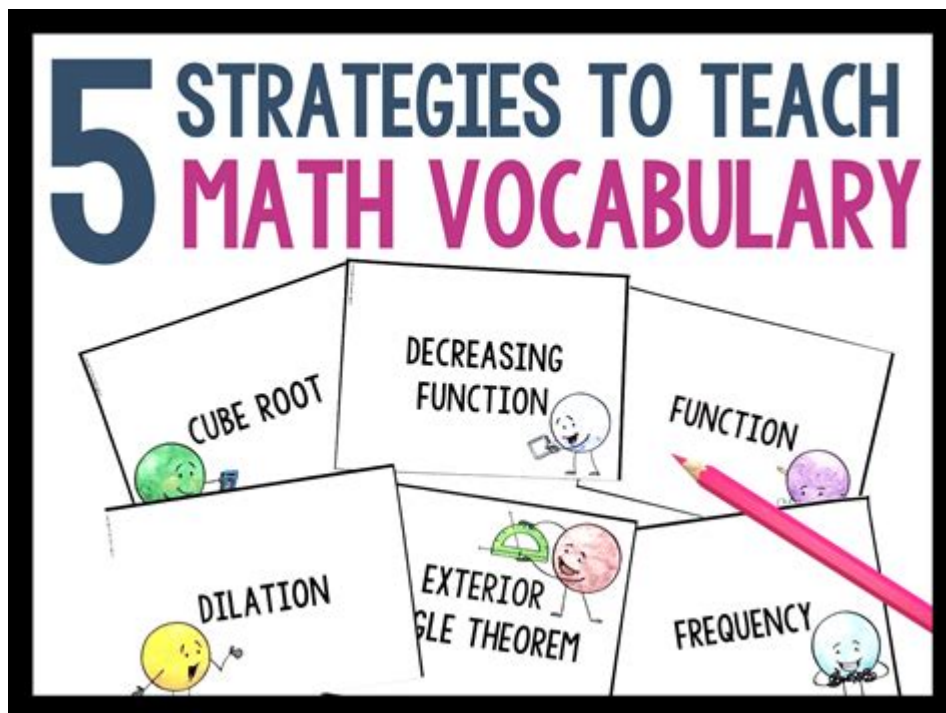 5 STRATEGIES TO TEACH
MATH VOCABULARY
CUBE ROOT
DECREASING
FUNCTION
FUNCTION
DILATION
EXTERIOR
GLE THEOREM
FREQUENCY